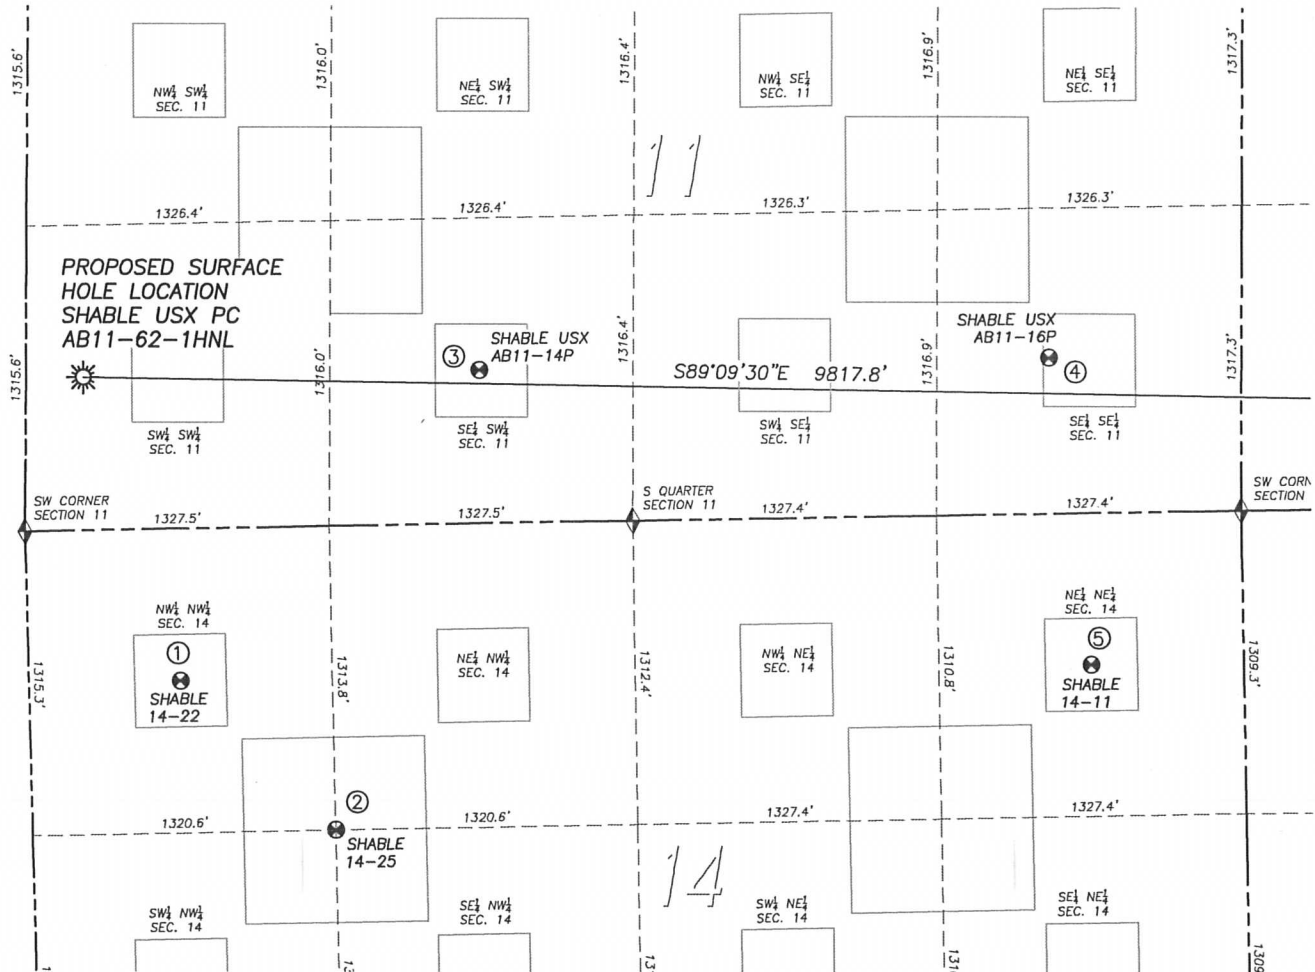 1315.6'
1316.0'
1316.4'
1316.9'
1317.3'
NW¼ SW¼
SEC. 11
NE¼ SW¼
SEC. 11
NW¼ SE¼
SEC. 11
NE¼ SE¼
SEC. 11
11
1326.4'
1326.4'
1326.3'
1326.3'
PROPOSED SURFACE
HOLE LOCATION
SHABLE USX PC
AB11-62-1HNL
1315.6'
1316.0'
3
SHABLE USX
AB11-14P
1316.4'
S89°09'30"E 9817.8'
1316.9'
SHABLE USX
AB11-16P
4
1317.3'
SW¼ SW¼
SEC. 11
SE¼ SW¼
SEC. 11
SW¼ SE¼
SEC. 11
SE¼ SE¼
SEC. 11
SW CORNER
SECTION 11
1327.5'
1327.5'
S QUARTER
SECTION 11
1327.4'
1327.4'
SW CORN
SECTION
NW¼ NW¼
SEC. 14
1
SHABLE
14-22
NE¼ NW¼
SEC. 14
NW¼ NE¼
SEC. 14
NE¼ NE¼
SEC. 14
5
SHABLE
14-11
1315.3'
1313.8'
1312.4'
1310.8'
1309.3'
1320.6'
2
SHABLE
14-25
1320.6'
1327.4'
1327.4'
14
SW¼ NW¼
SEC. 14
SE¼ NW¼
SEC. 14
SW¼ NE¼
SEC. 14
SE¼ NE¼
SEC. 14
1309